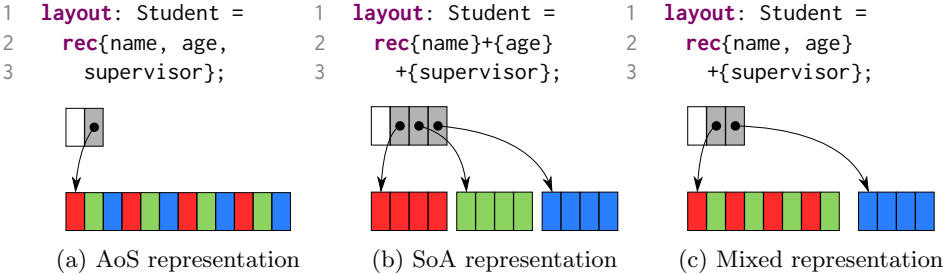 1 layout: Student =
2 rec{name, age,
3 supervisor};
(a) AoS representation
1 layout: Student =
2 rec{name}+{age}
3 +{supervisor};
(b) SoA representation
1 layout: Student =
2 rec{name, age}
3 +{supervisor};
(c) Mixed representation